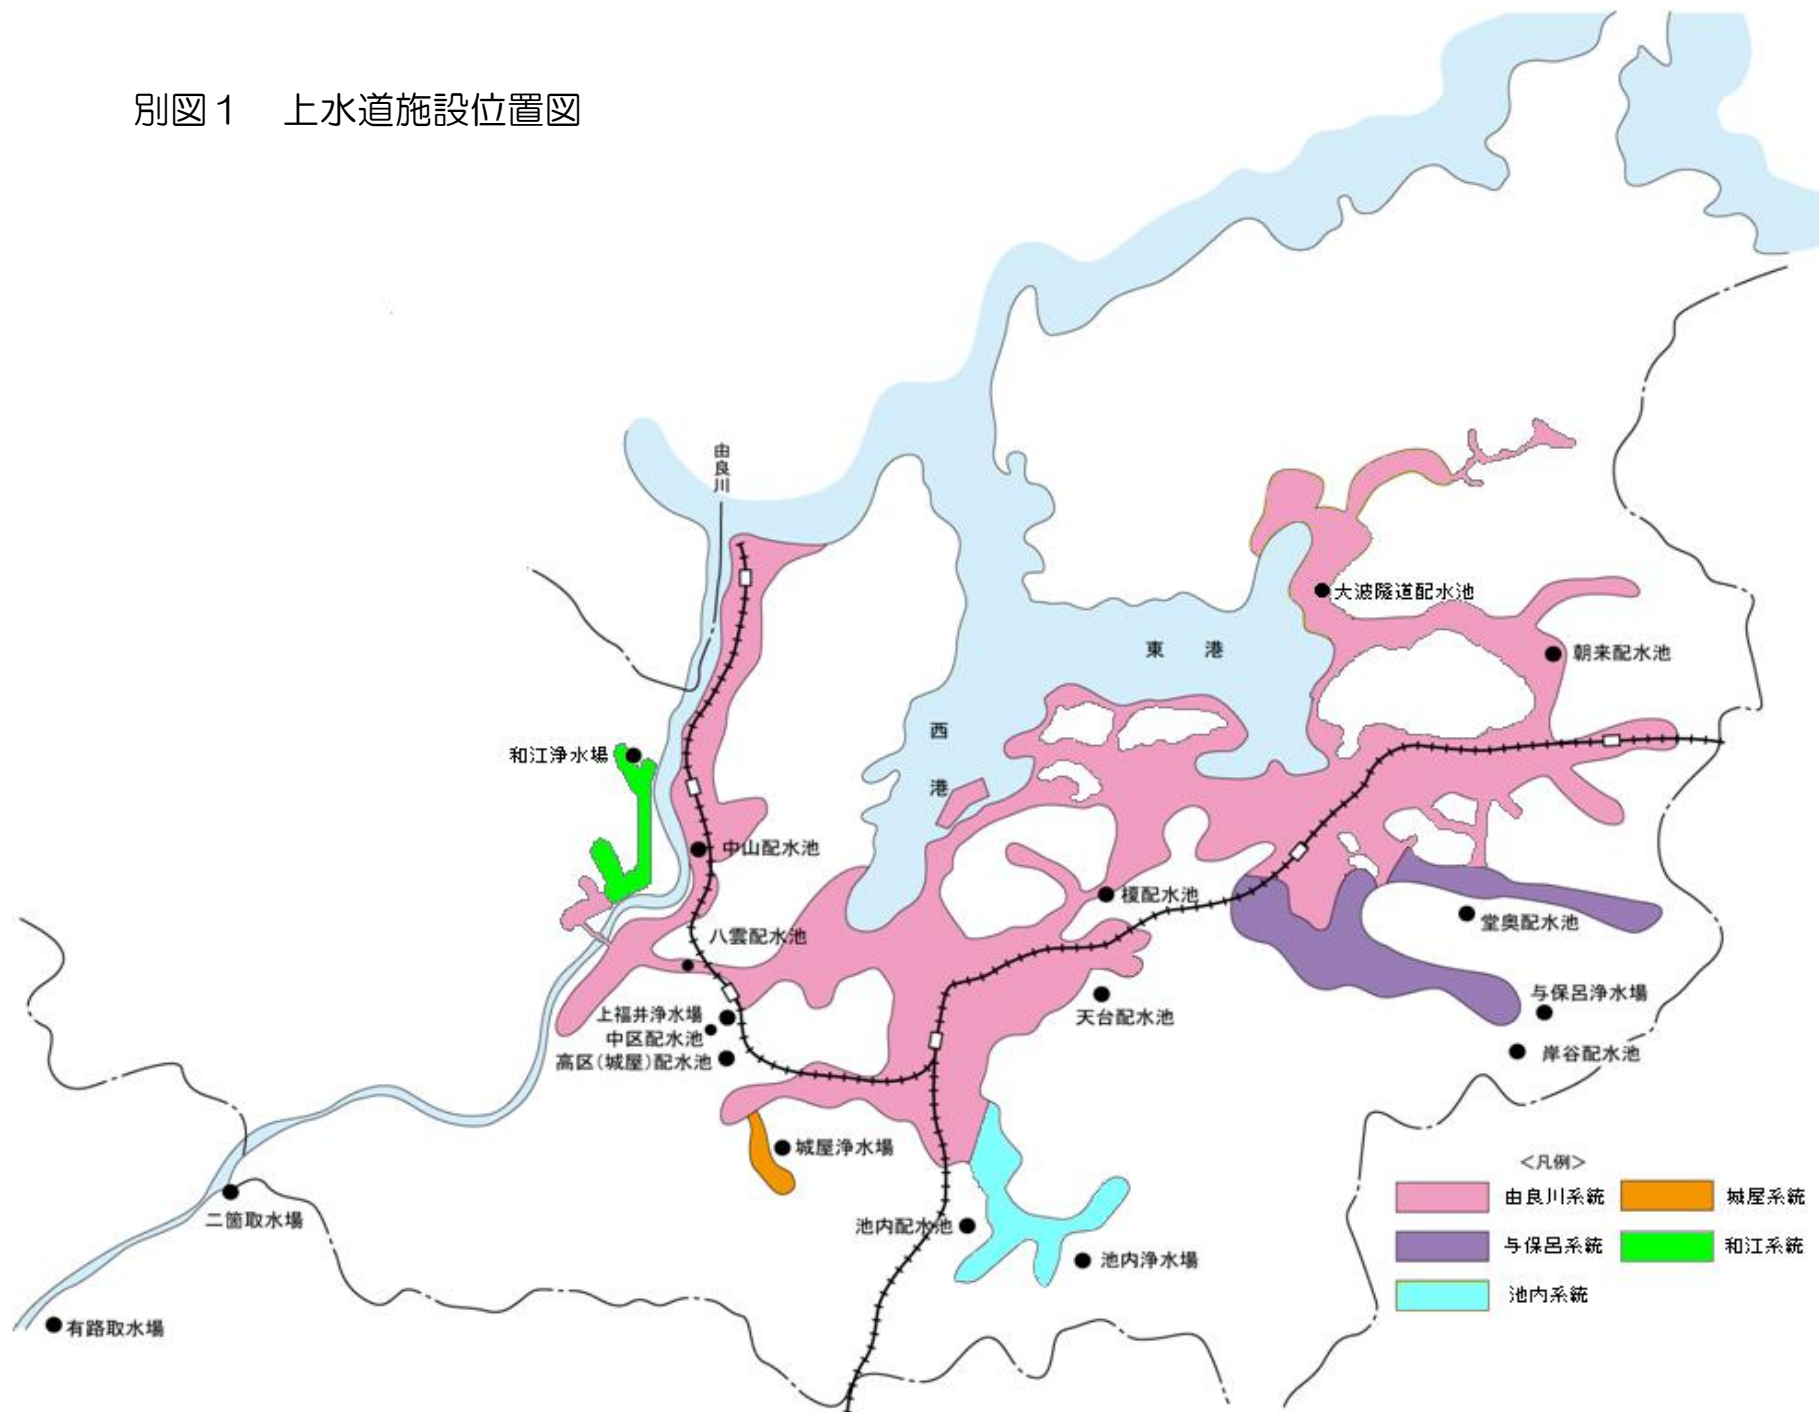 別図１　上水道施設位置図
由良川
大波隧道配水池
東　港
朝来配水池
西港
和江浄水場
中山配水池
榎配水池
堂奥配水池
八雲配水池
与保呂浄水場
上福井浄水場
天台配水池
中区配水池
岸谷配水池
高区(城屋)配水池
城屋浄水場
＜凡例＞
由良川系統
城屋系統
二箇取水場
池内配水池
与保呂系統
和江系統
池内浄水場
池内系統
有路取水場